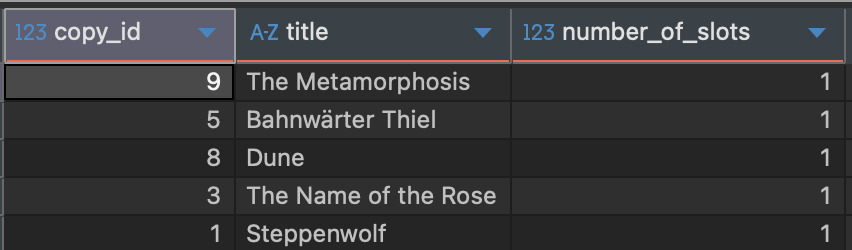 123 copy_id A-Z title 123 number_of_slots
9 The Metamorphosis 1
5 Bahnwärter Thiel 1
8 Dune 1
3 The Name of the Rose 1
1 Steppenwolf 1